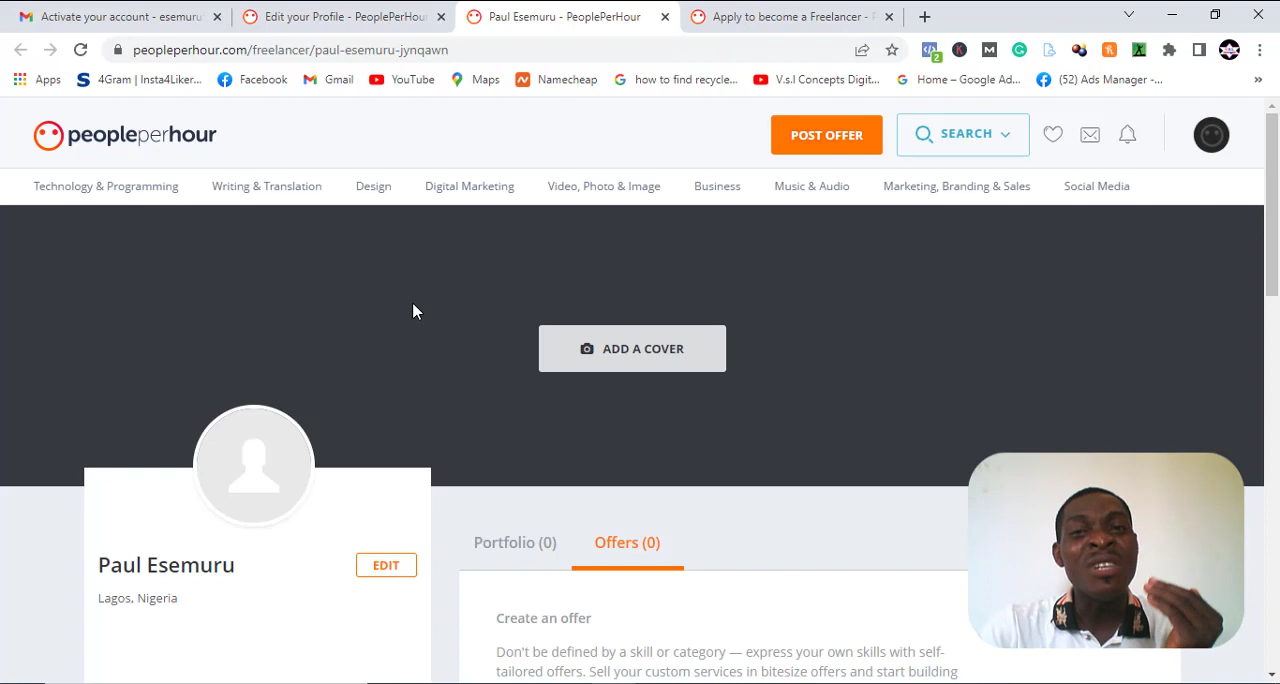 Activate your account - esemuru
Edit your Profile - PeoplePerHou
Paul Esemuru - PeoplePerHour
Apply to become a Freelancer - P
peopleperhour.com/freelancer/paul-esemuru-jynqawn
2
Apps
4Gram | Insta4Liker...
Facebook
Gmail
YouTube
Maps
Namecheap
how to find recycle...
V.s.l Concepts Digit...
Home – Google Ad...
(52) Ads Manager -...
»
peopleperhour
POST OFFER
SEARCH
Technology & Programming
Writing & Translation
Design
Digital Marketing
Video, Photo & Image
Business
Music & Audio
Marketing, Branding & Sales
Social Media
ADD A COVER
Paul Esemuru
EDIT
Lagos, Nigeria
Portfolio (0)
Offers (0)
Create an offer
Don't be defined by a skill or category — express your own skills with self-
tailored offers. Sell your custom services in bitesize offers and start building